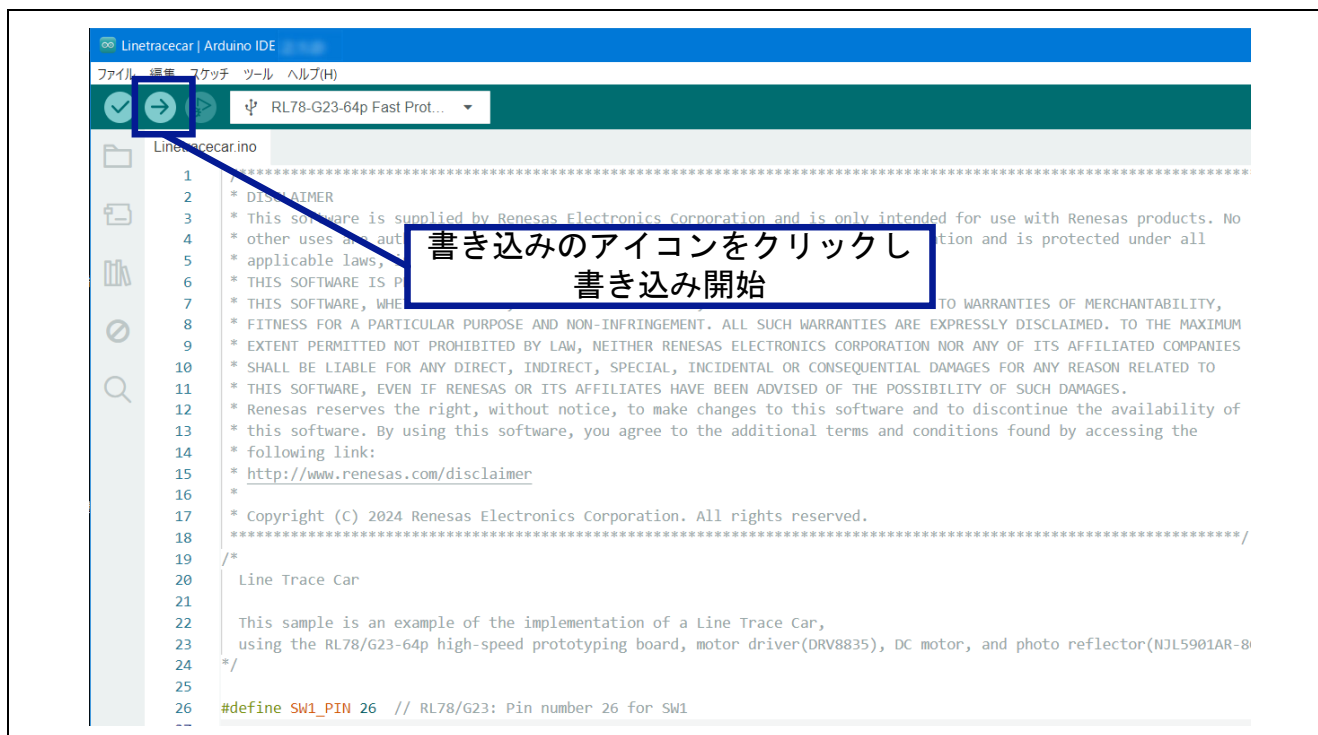 Linetracecar | Arduino IDE
ファイル 編集 スケッチ ツール ヘルプ(H)
RL78-G23-64p Fast Prot...
Linetracecar.ino
1 /**********************************************************************************************************************
2 * DISCLAIMER
3 * This software is supplied by Renesas Electronics Corporation and is only intended for use with Renesas products. No
4 * other uses are aut tion and is protected under all
5 * applicable laws,
書き込みのアイコンをクリックし
書き込み開始
6 * THIS SOFTWARE IS
7 * THIS SOFTWARE, WHE TO WARRANTIES OF MERCHANTABILITY,
8 * FITNESS FOR A PARTICULAR PURPOSE AND NON-INFRINGEMENT. ALL SUCH WARRANTIES ARE EXPRESSLY DISCLAIMED. TO THE MAXIMUM
9 * EXTENT PERMITTED NOT PROHIBITED BY LAW, NEITHER RENESAS ELECTRONICS CORPORATION NOR ANY OF ITS AFFILIATED COMPANIES
10 * SHALL BE LIABLE FOR ANY DIRECT, INDIRECT, SPECIAL, INCIDENTAL OR CONSEQUENTIAL DAMAGES FOR ANY REASON RELATED TO
11 * THIS SOFTWARE, EVEN IF RENESAS OR ITS AFFILIATES HAVE BEEN ADVISED OF THE POSSIBILITY OF SUCH DAMAGES.
12 * Renesas reserves the right, without notice, to make changes to this software and to discontinue the availability of
13 * this software. By using this software, you agree to the additional terms and conditions found by accessing the
14 * following link:
15 * http://www.renesas.com/disclaimer
16 *
17 * Copyright (C) 2024 Renesas Electronics Corporation. All rights reserved.
18 **********************************************************************************************************************/
19 /*
20 Line Trace Car
21
22 This sample is an example of the implementation of a Line Trace Car,
23 using the RL78/G23-64p high-speed prototyping board, motor driver(DRV8835), DC motor, and photo reflector(NJL5901AR-8
24 */
25
26 #define SW1_PIN 26 // RL78/G23: Pin number 26 for SW1